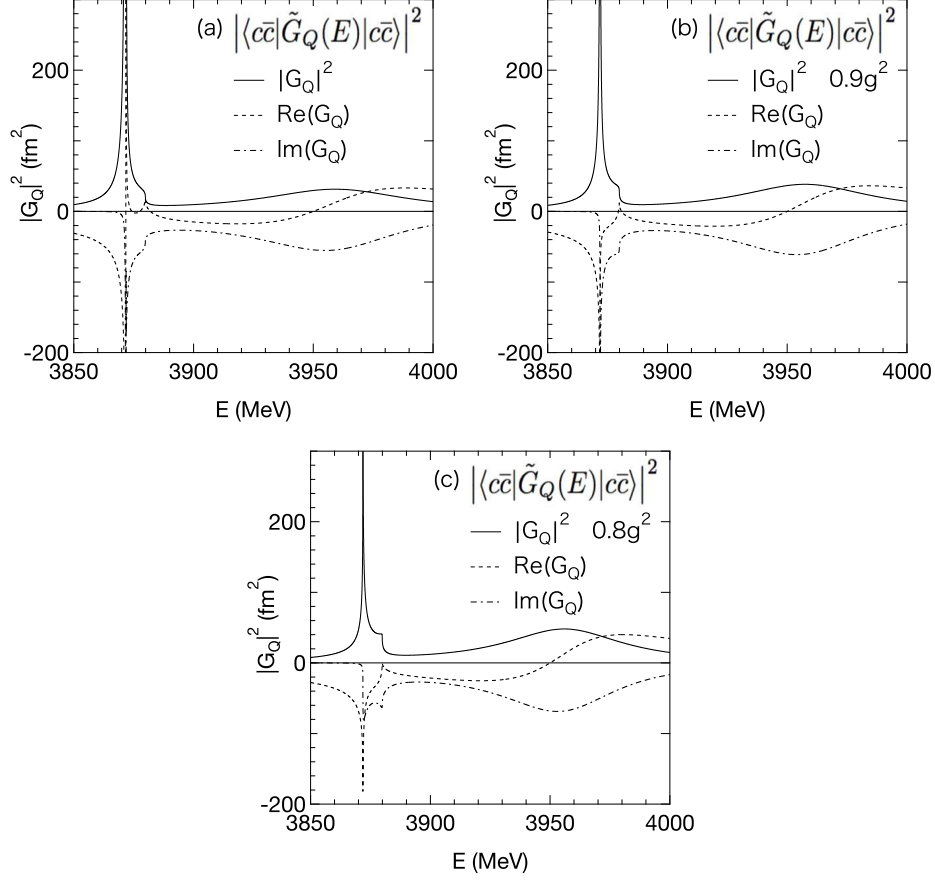 (a) |⟨cc̄|G̃_Q(E)|cc̄⟩|²
|G_Q|²
Re(G_Q)
Im(G_Q)
|G_Q|² (fm²)
200
0
-200
3850 3900 3950 4000
E (MeV)
(b) |⟨cc̄|G̃_Q(E)|cc̄⟩|²
|G_Q|² 0.9g²
Re(G_Q)
Im(G_Q)
|G_Q|² (fm²)
200
0
-200
3850 3900 3950 4000
E (MeV)
(c) |⟨cc̄|G̃_Q(E)|cc̄⟩|²
|G_Q|² 0.8g²
Re(G_Q)
Im(G_Q)
|G_Q|² (fm²)
200
0
-200
3850 3900 3950 4000
E (MeV)